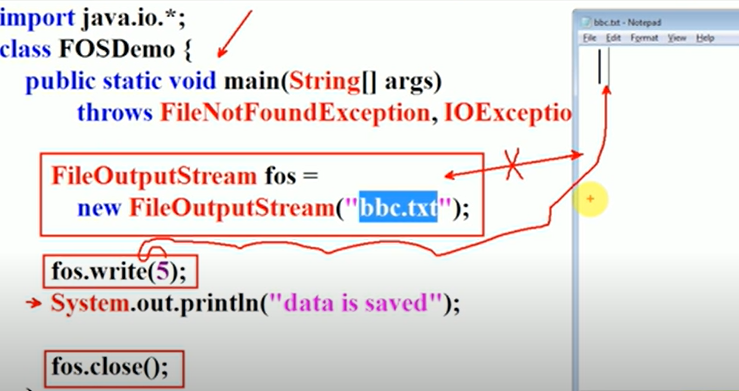 import java.io.*;
class FOSDemo {
public static void main(String[] args)
throws FileNotFoundException, IOExceptio
FileOutputStream fos =
new FileOutputStream("bbc.txt");
fos.write(5);
System.out.println("data is saved");
fos.close();
bbc.txt - Notepad
File Edit Format View Help